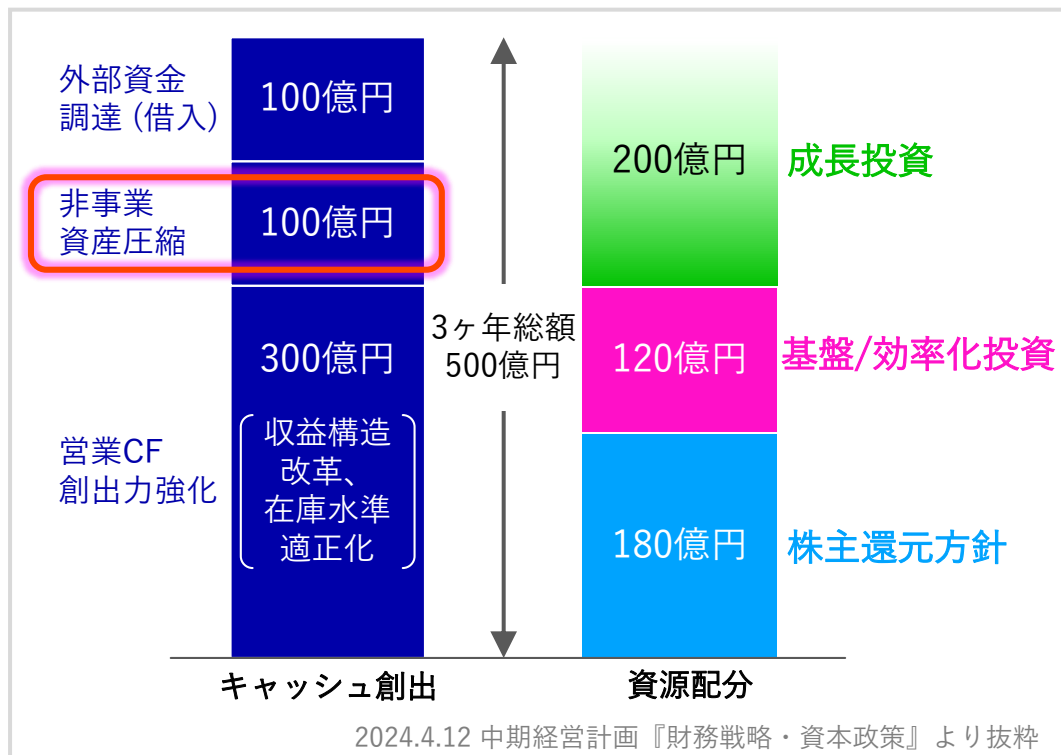 外部資金
調達 (借入)
100億円
非事業
資産圧縮
100億円
300億円
営業CF
創出力強化
収益構造
改革、
在庫水準
適正化
3ヶ年総額
500億円
200億円
成長投資
120億円
基盤/効率化投資
180億円
株主還元方針
キャッシュ創出
資源配分
2024.4.12 中期経営計画『財務戦略・資本政策』より抜粋